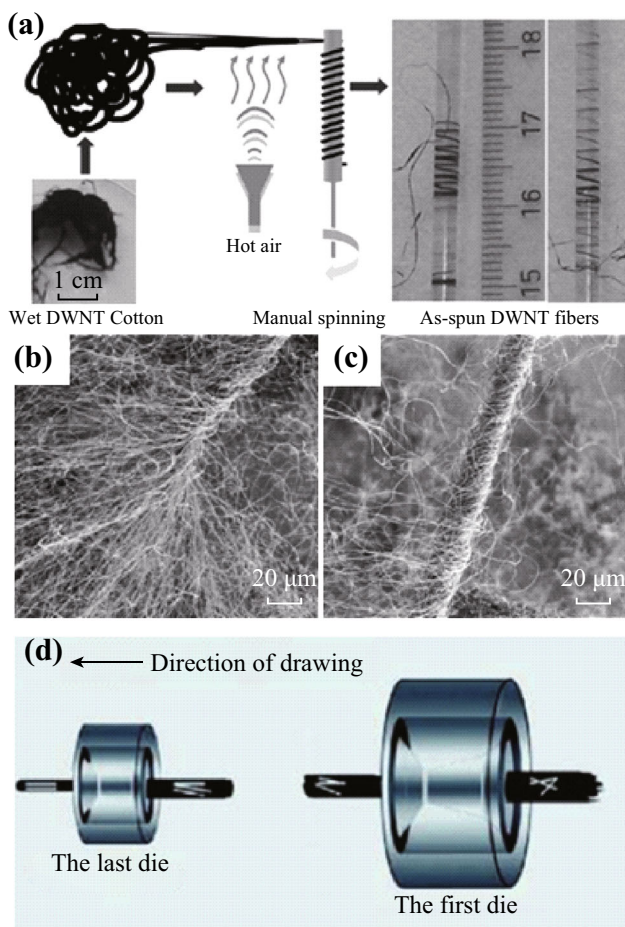 (a)
18
17
16
15
Hot air
1 cm
Wet DWNT Cotton
Manual spinning
As-spun DWNT fibers
(b)
(c)
20 μm
20 μm
(d)
Direction of drawing
The last die
The first die